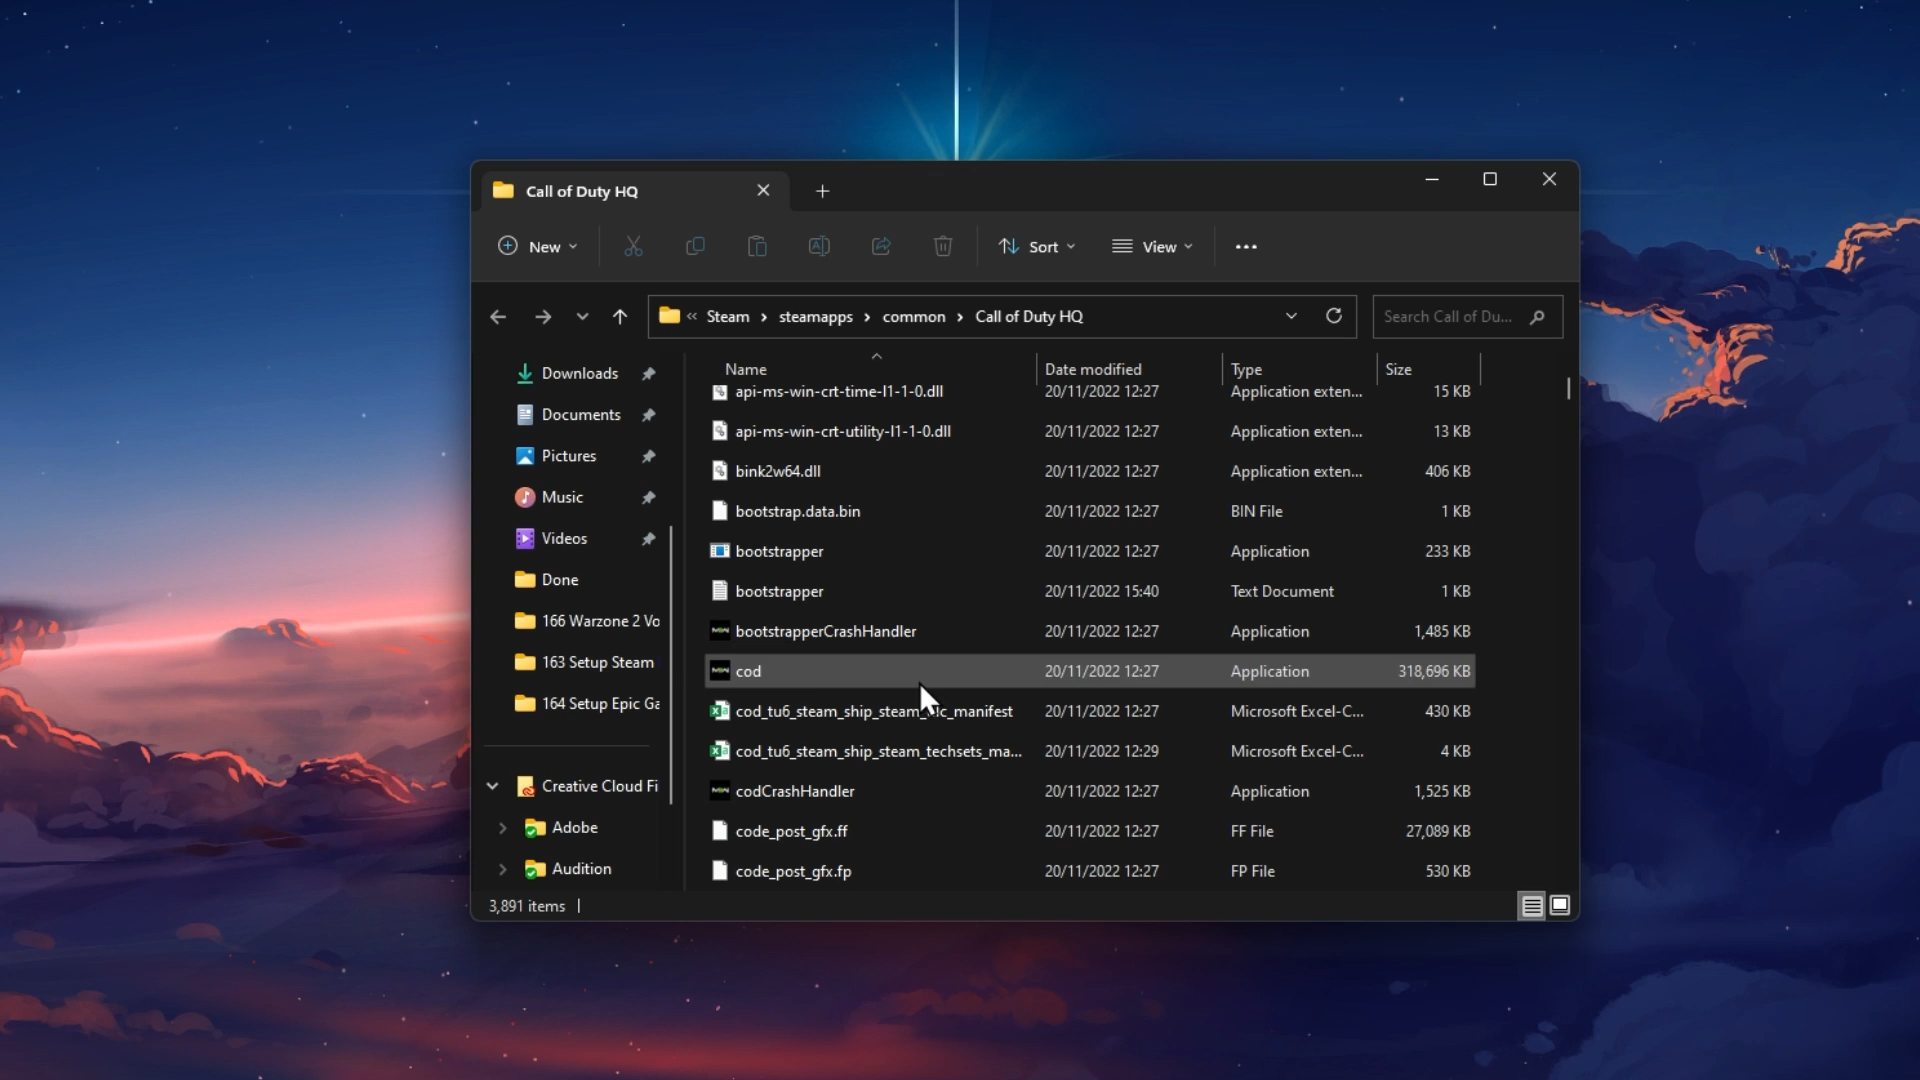 Call of Duty HQ
New
Sort
View
« Steam › steamapps › common › Call of Duty HQ
Search Call of Du...
Downloads
Documents
Pictures
Music
Videos
Done
166 Warzone 2 Vo
163 Setup Steam
164 Setup Epic Ga
Creative Cloud Fi
Adobe
Audition
Name Date modified Type Size
api-ms-win-crt-time-l1-1-0.dll 20/11/2022 12:27 Application exten... 15 KB
api-ms-win-crt-utility-l1-1-0.dll 20/11/2022 12:27 Application exten... 13 KB
bink2w64.dll 20/11/2022 12:27 Application exten... 406 KB
bootstrap.data.bin 20/11/2022 12:27 BIN File 1 KB
bootstrapper 20/11/2022 12:27 Application 233 KB
bootstrapper 20/11/2022 15:40 Text Document 1 KB
bootstrapperCrashHandler 20/11/2022 12:27 Application 1,485 KB
cod 20/11/2022 12:27 Application 318,696 KB
20/11/2022 12:27 Microsoft Excel-C... 430 KB
cod_tu6_steam_ship_steam_techsets_ma... 20/11/2022 12:29 Microsoft Excel-C... 4 KB
codCrashHandler 20/11/2022 12:27 Application 1,525 KB
code_post_gfx.ff 20/11/2022 12:27 FF File 27,089 KB
code_post_gfx.fp 20/11/2022 12:27 FP File 530 KB
3,891 items